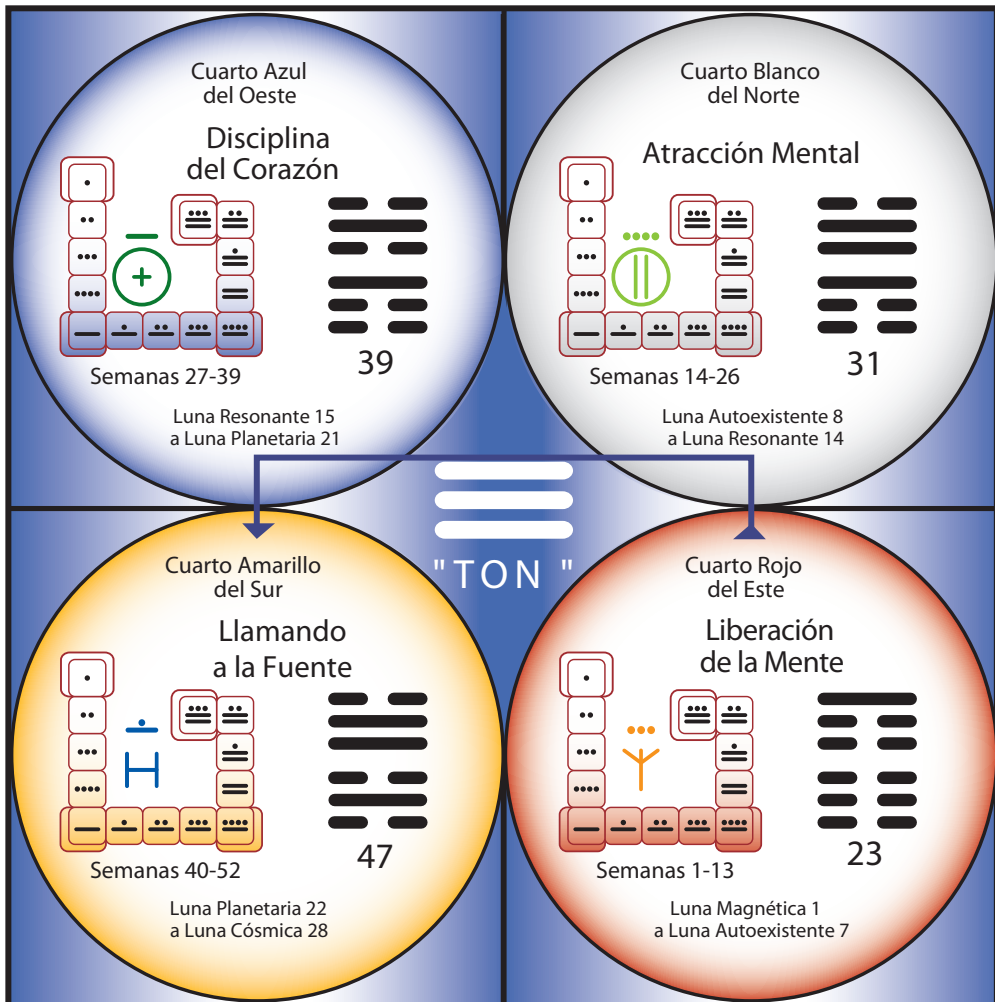 Cuarto Azul
del Oeste
Disciplina
del Corazón
39
Semanas 27-39
Luna Resonante 15
a Luna Planetaria 21
Cuarto Blanco
del Norte
Atracción Mental
31
Semanas 14-26
Luna Autoexistente 8
a Luna Resonante 14
"TON "
Cuarto Amarillo
del Sur
Llamando
a la Fuente
47
Semanas 40-52
Luna Planetaria 22
a Luna Cósmica 28
Cuarto Rojo
del Este
Liberación
de la Mente
23
Semanas 1-13
Luna Magnética 1
a Luna Autoexistente 7